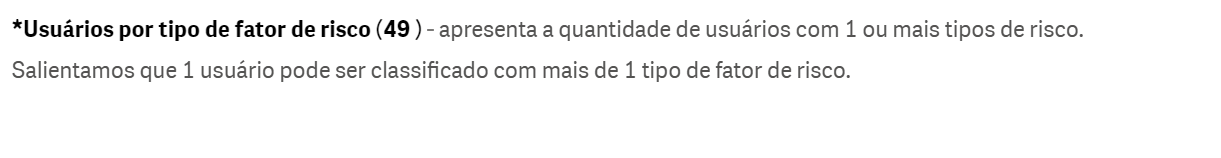 *Usuários por tipo de fator de risco (49 ) - apresenta a quantidade de usuários com 1 ou mais tipos de risco.
Salientamos que 1 usuário pode ser classificado com mais de 1 tipo de fator de risco.